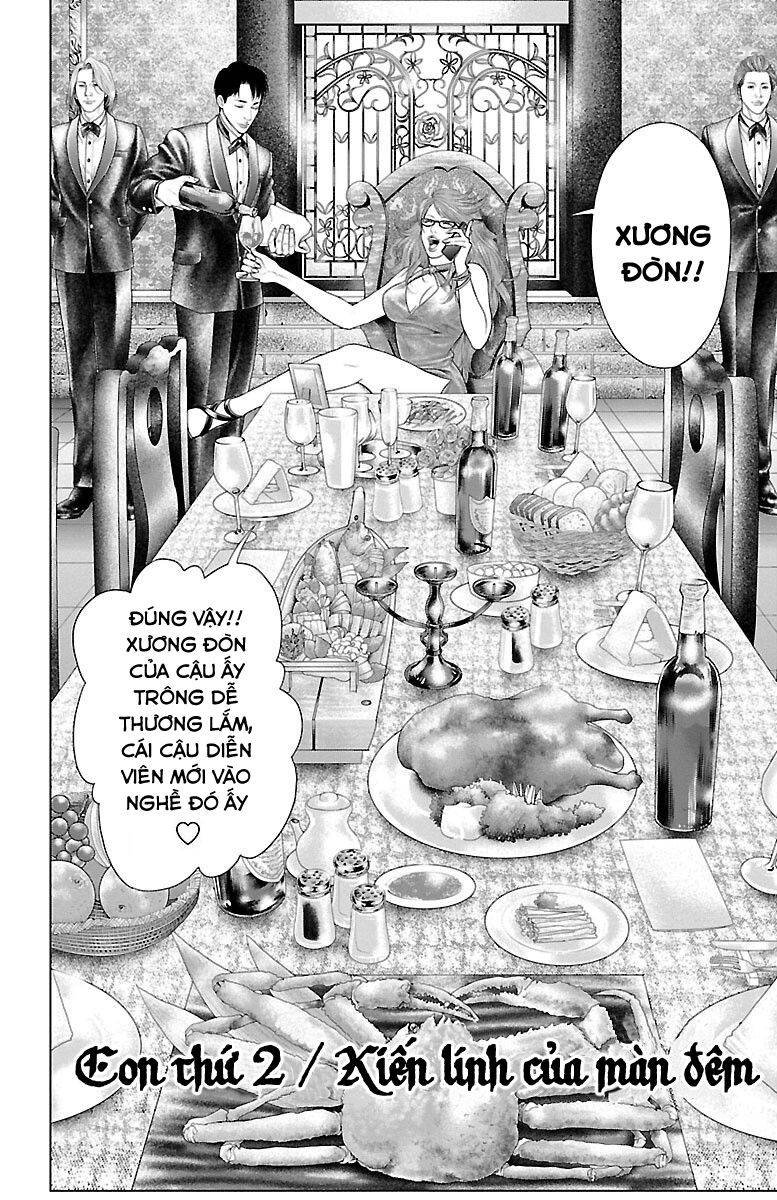 XƯƠNG
ĐÒN!!
ĐÚNG VẬY!!
XƯƠNG ĐÒN
CỦA CẬU ẤY
TRÔNG DỄ
THƯƠNG LẮM,
CÁI CẬU DIỄN
VIÊN MỚI VÀO
NGHỀ ĐÓ ẤY
♡
Con thứ 2 / Kiến lính của màn đêm